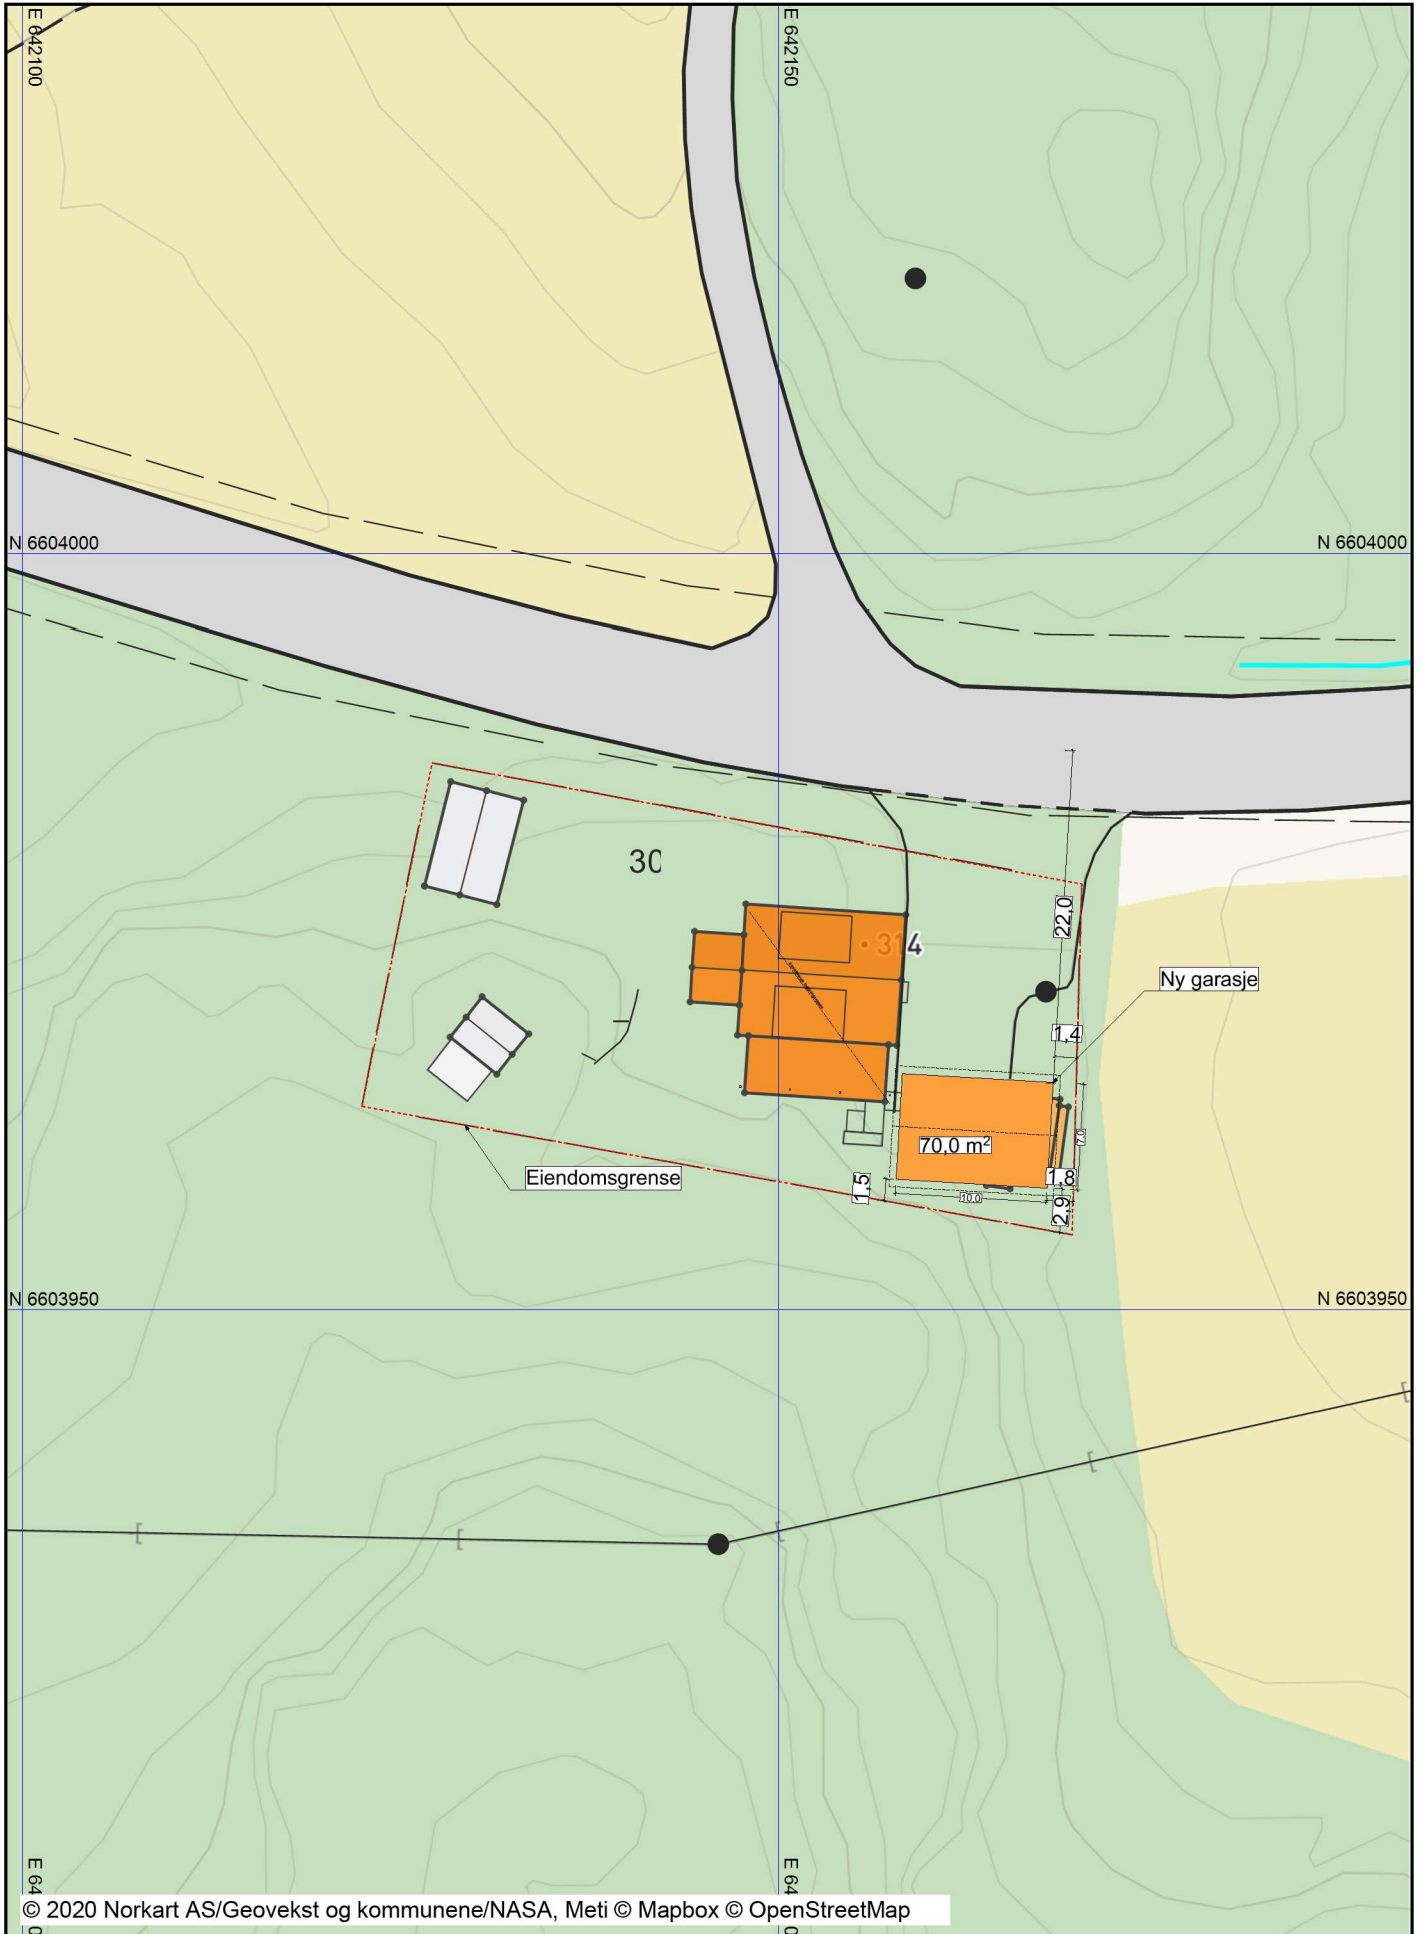 E 642100
E 642150
N 6604000
N 6604000
30
314
22,0
Ny garasje
1,4
70,0 m²
7,0
Eiendomsgrense
1,5
1,8
10,0
2,9
N 6603950
N 6603950
© 2020 Norkart AS/Geovekst og kommunene/NASA, Meti © Mapbox © OpenStreetMap